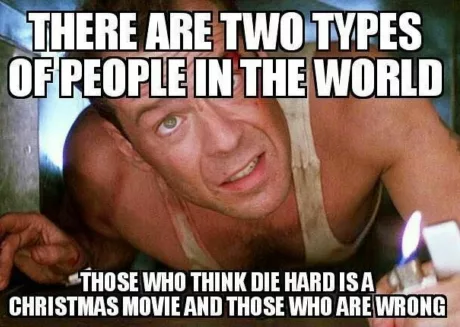 THERE ARE TWO TYPES
OF PEOPLE IN THE WORLD
THOSE WHO THINK DIE HARD IS A
CHRISTMAS MOVIE AND THOSE WHO ARE WRONG